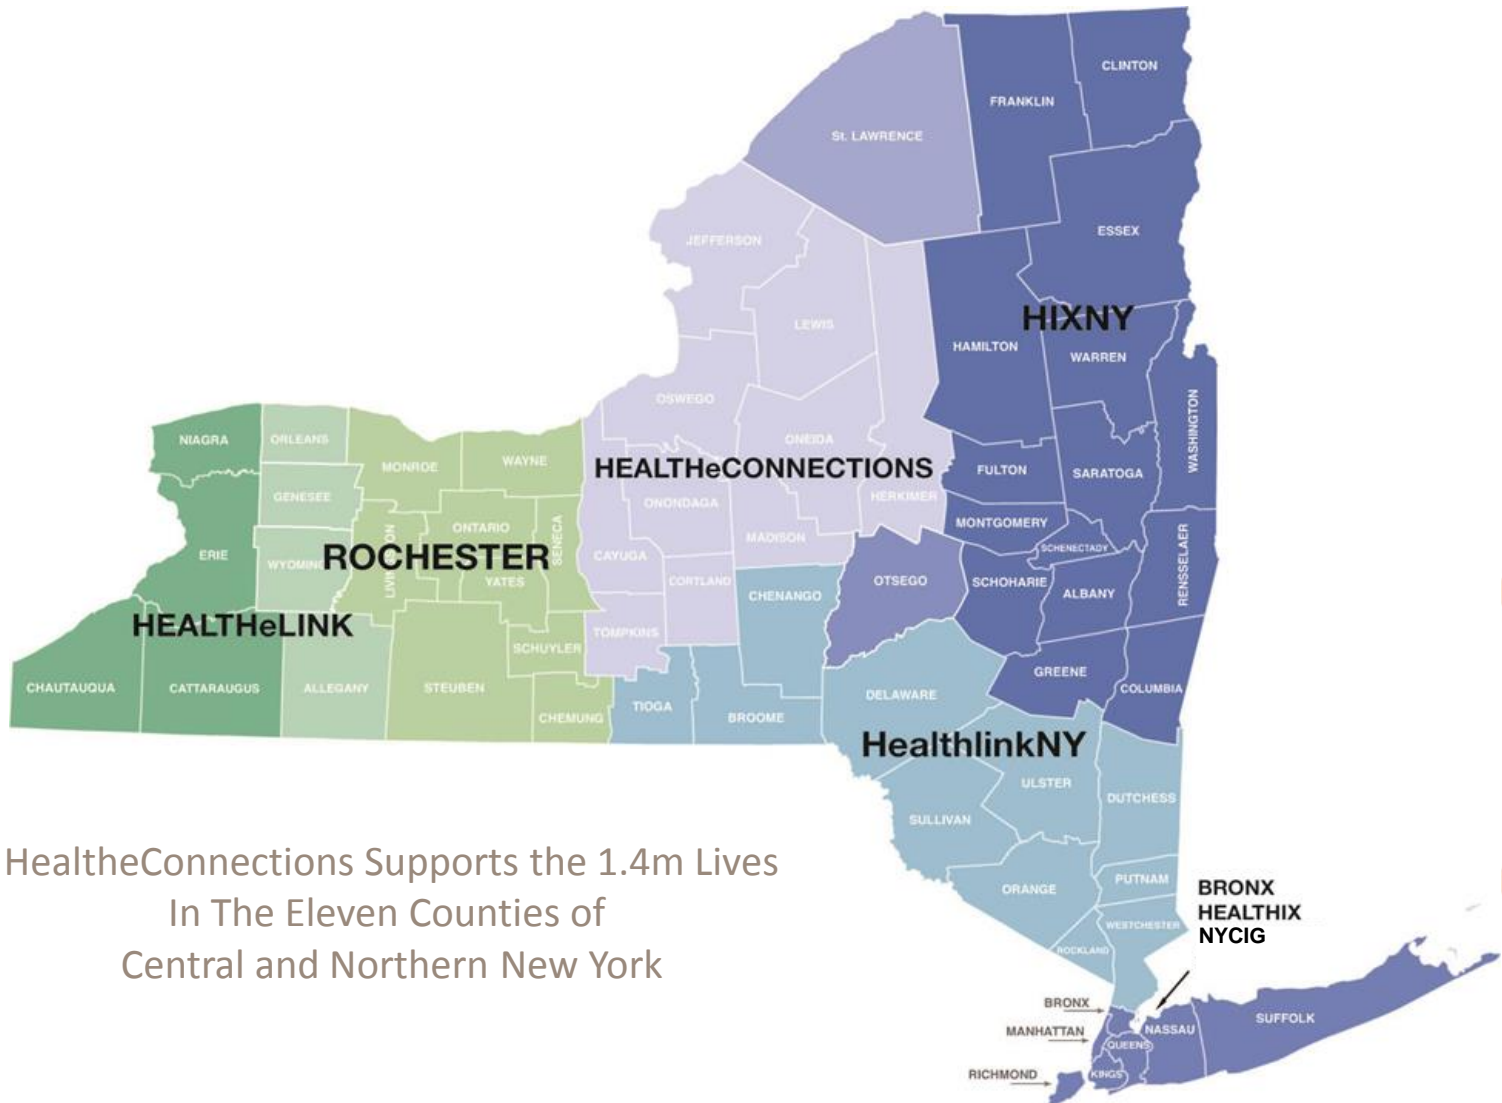 CLINTON
FRANKLIN
St. LAWRENCE
ESSEX
JEFFERSON
HIXNY
LEWIS
HAMILTON
WARREN
OSWEGO
WASHINGTON
NIAGRA
ORLEANS
ONEIDA
MONROE
WAYNE
HEALTHeCONNECTIONS
FULTON
SARATOGA
GENESEE
HERKIMER
ONONDAGA
MONTGOMERY
ONTARIO
SENECA
MADISON
SCHENECTADY
ERIE
WYOMING
ROCHESTER
CAYUGA
RENSSELAER
YATES
CORTLAND
OTSEGO
SCHOHARIE
CHENANGO
ALBANY
HEALTHeLINK
TOMPKINS
SCHUYLER
GREENE
CHAUTAUQUA
CATTARAUGUS
ALLEGANY
STEUBEN
COLUMBIA
DELAWARE
TIOGA
BROOME
CHEMUNG
HealthlinkNY
ULSTER
DUTCHESS
SULLIVAN
HealtheConnections Supports the 1.4m Lives
In The Eleven Counties of
Central and Northern New York
PUTNAM
ORANGE
BRONX
HEALTHIX
NYCIG
WESTCHESTER
ROCKLAND
BRONX
SUFFOLK
MANHATTAN
NASSAU
QUEENS
RICHMOND
KINGS